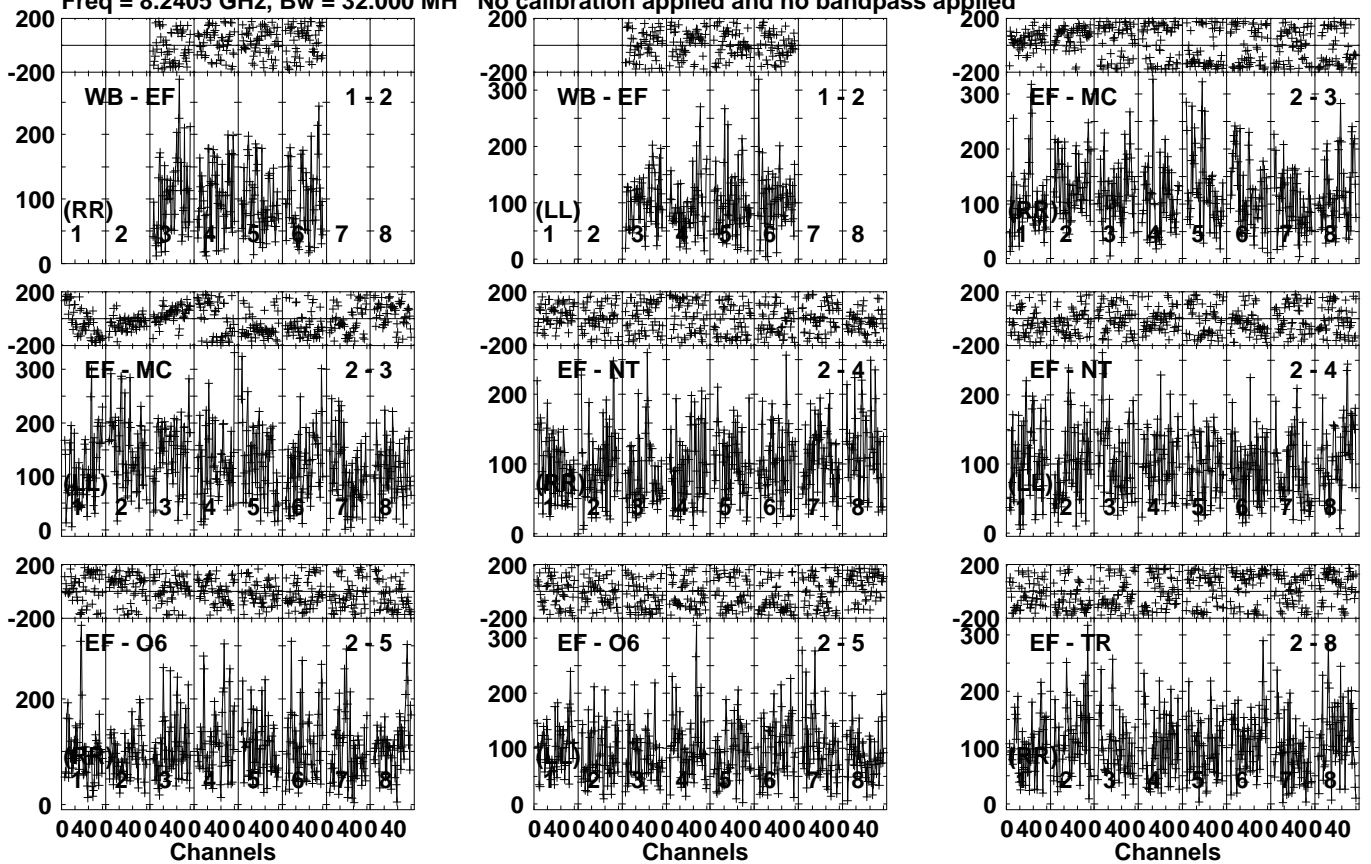 Freq = 8.2405 GHz, Bw = 32.000 MH No calibration applied and no bandpass applied
200 200 200
-200 -200 -200
WB - EF 1 - 2 WB - EF 1 - 2 EF - MC 2 - 3
300 300
200 200 200
100 100 100
(RR) (LL) (RR)
1 2 3 4 5 6 7 8 1 2 3 4 5 6 7 8 1 2 3 4 5 6 7 8
0 0 0
200 200 200
-200 -200 -200
EF - MC 2 - 3 EF - NT 2 - 4 EF - NT 2 - 4
300
200 200 200
100 100 100
(LL) (RR) (LL)
1 2 3 4 5 6 7 8 1 2 3 4 5 6 7 8 1 2 3 4 5 6 7 8
0 0 0
200 200 200
-200 -200 -200
EF - O6 2 - 5 EF - O6 2 - 5 EF - TR 2 - 8
300 300
200 200 200
100 100 100
(RR) (LL) (RR)
1 2 3 4 5 6 7 8 1 2 3 4 5 6 7 8 1 2 3 4 5 6 7 8
0 0 0
0 40 0 40 0 40 0 40 0 40 0 40 0 40 0 40 0 40 0 40 0 40 0 40 0 40 0 40 0 40 0 40 0 40 0 40 0 40 0 40 0 40 0 40 0 40 0 40
Channels Channels Channels